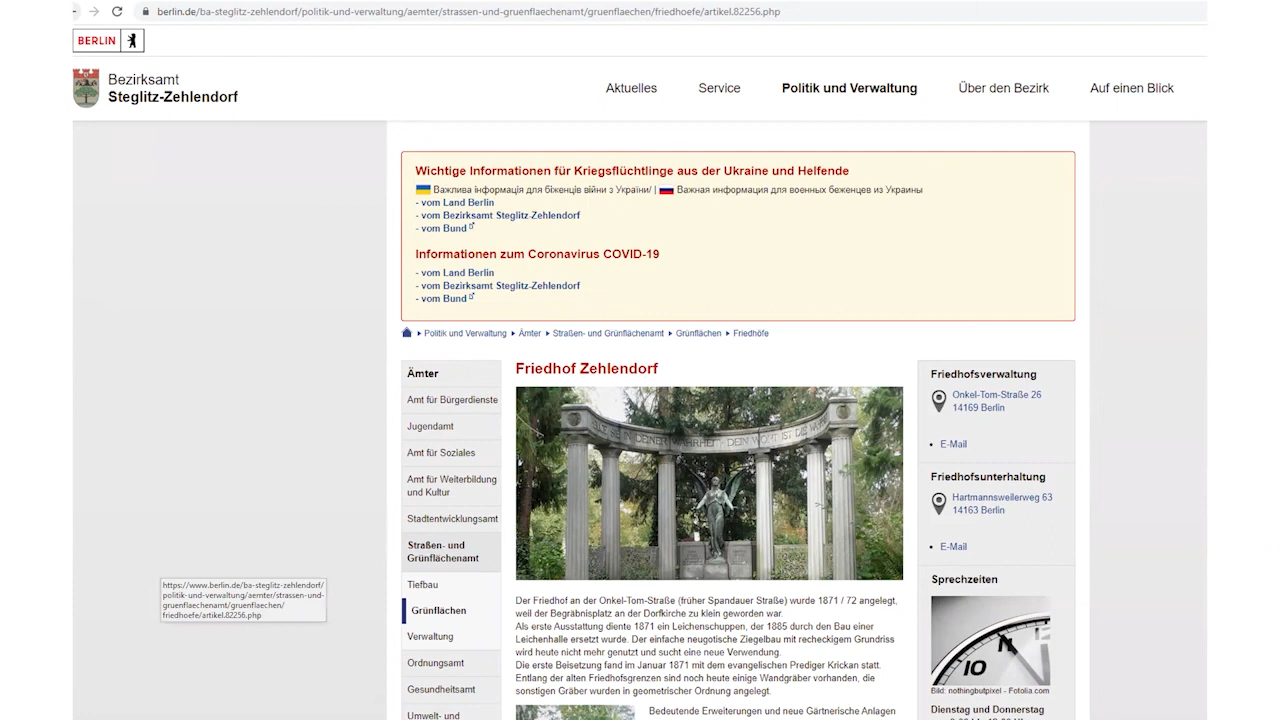 berlin.de/ba-steglitz-zehlendorf/politik-und-verwaltung/aemter/strassen-und-gruenflaechenamt/gruenflaechen/friedhoefe/artikel.82256.php
BERLIN
Bezirksamt
Steglitz-Zehlendorf
Aktuelles
Service
Politik und Verwaltung
Über den Bezirk
Auf einen Blick
Wichtige Informationen für Kriegsflüchtlinge aus der Ukraine und Helfende
Важлива інформація для біженців війни з України/ | Важная информация для военных беженцев из Украины
- vom Land Berlin
- vom Bezirksamt Steglitz-Zehlendorf
- vom Bund
Informationen zum Coronavirus COVID-19
- vom Land Berlin
- vom Bezirksamt Steglitz-Zehlendorf
- vom Bund
Politik und Verwaltung Ämter Straßen- und Grünflächenamt Grünflächen Friedhöfe
Ämter
Amt für Bürgerdienste
Jugendamt
Amt für Soziales
Amt für Weiterbildung
und Kultur
Stadtentwicklungsamt
Straßen- und
Grünflächenamt
Tiefbau
Grünflächen
Verwaltung
Ordnungsamt
Gesundheitsamt
Umwelt- und
https://www.berlin.de/ba-steglitz-zehlendorf/
politik-und-verwaltung/aemter/strassen-und-
gruenflaechenamt/gruenflaechen/
friedhoefe/artikel.82256.php
Friedhof Zehlendorf
DEINER WAHRHEIT · DEIN WORT IST DIE
Der Friedhof an der Onkel-Tom-Straße (früher Spandauer Straße) wurde 1871 / 72 angelegt,
weil der Begräbnisplatz an der Dorfkirche zu klein geworden war.
Als erste Ausstattung diente 1871 ein Leichenschuppen, der 1885 durch den Bau einer
Leichenhalle ersetzt wurde. Der einfache neugotische Ziegelbau mit recheckigem Grundriss
wird heute nicht mehr genutzt und sucht eine neue Verwendung.
Die erste Beisetzung fand im Januar 1871 mit dem evangelischen Prediger Krickan statt.
Entlang der alten Friedhofsgrenzen sind noch heute einige Wandgräber vorhanden, die
sonstigen Gräber wurden in geometrischer Ordnung angelegt.
Bedeutende Erweiterungen und neue Gärtnerische Anlagen
Friedhofsverwaltung
Onkel-Tom-Straße 26
14169 Berlin
E-Mail
Friedhofsunterhaltung
Hartmannsweilerweg 63
14163 Berlin
E-Mail
Sprechzeiten
10
Bild: nothingbutpixel - Fotolia.com
Dienstag und Donnerstag